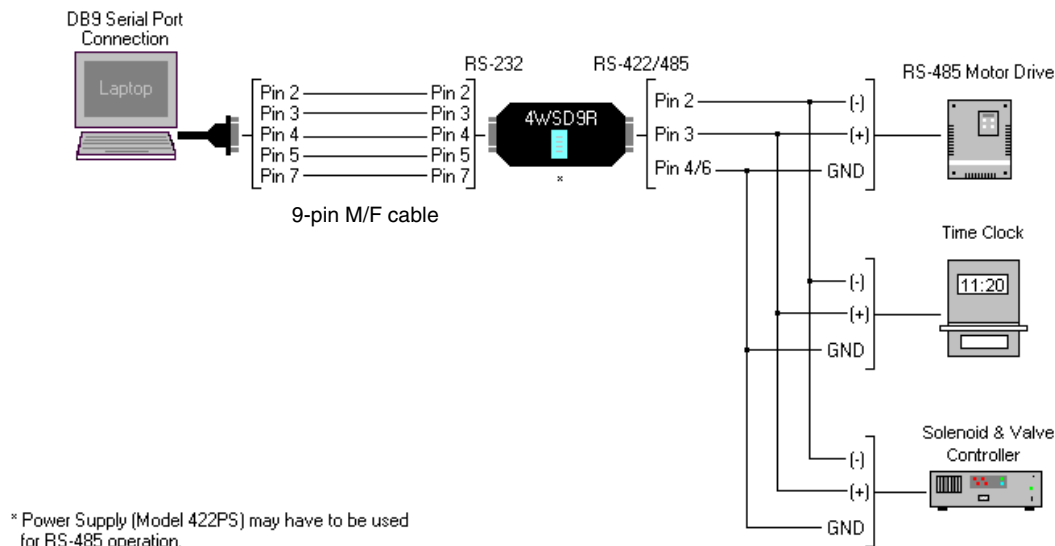 DB9 Serial Port
Connection
Laptop
RS-232
RS-422/485
RS-485 Motor Drive
Pin 2
Pin 3
Pin 4
Pin 5
Pin 7
Pin 2
Pin 3
Pin 4
Pin 5
Pin 7
4WSD9R
*
9-pin M/F cable
Pin 2
Pin 3
Pin 4/6
(-)
(+)
GND
Time Clock
11:20
(-)
(+)
GND
Solenoid & Valve
Controller
(-)
(+)
GND
* Power Supply (Model 422PS) may have to be used
for RS-485 operation.